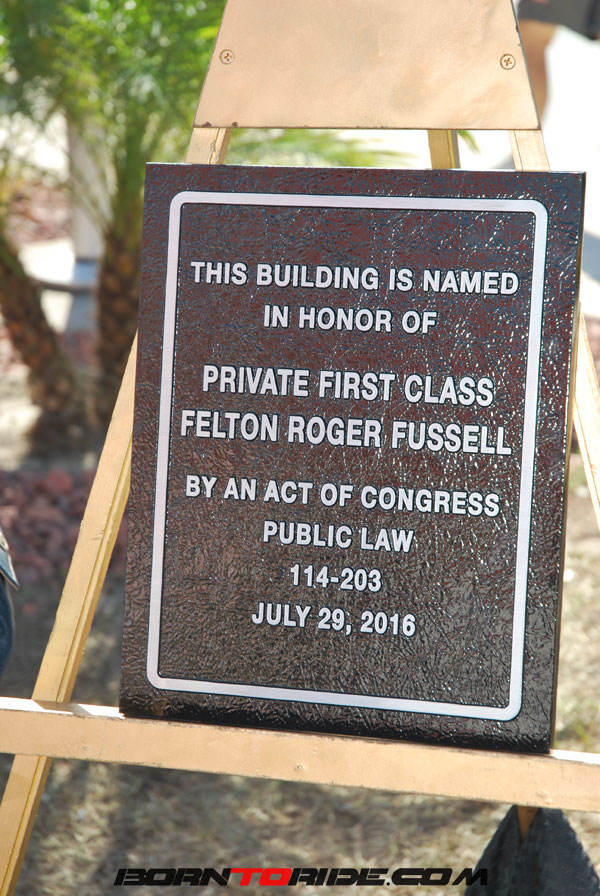 THIS BUILDING IS NAMED
IN HONOR OF
PRIVATE FIRST CLASS
FELTON ROGER FUSSELL
BY AN ACT OF CONGRESS
PUBLIC LAW
114-203
JULY 29, 2016
BORNTORIDE.COM